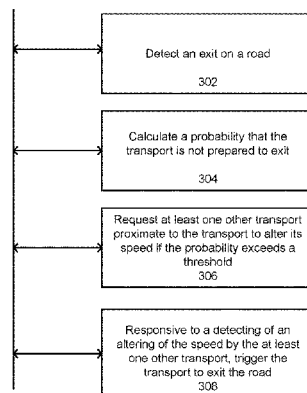 Detect an exit on a road
302
Calculate a probability that the
transport is not prepared to exit
304
Request at least one other transport
proximate to the transport to alter its
speed if the probability exceeds a
threshold
306
Responsive to a detecting of an
altering of the speed by the at least
one other transport, trigger the
transport to exit the road
308